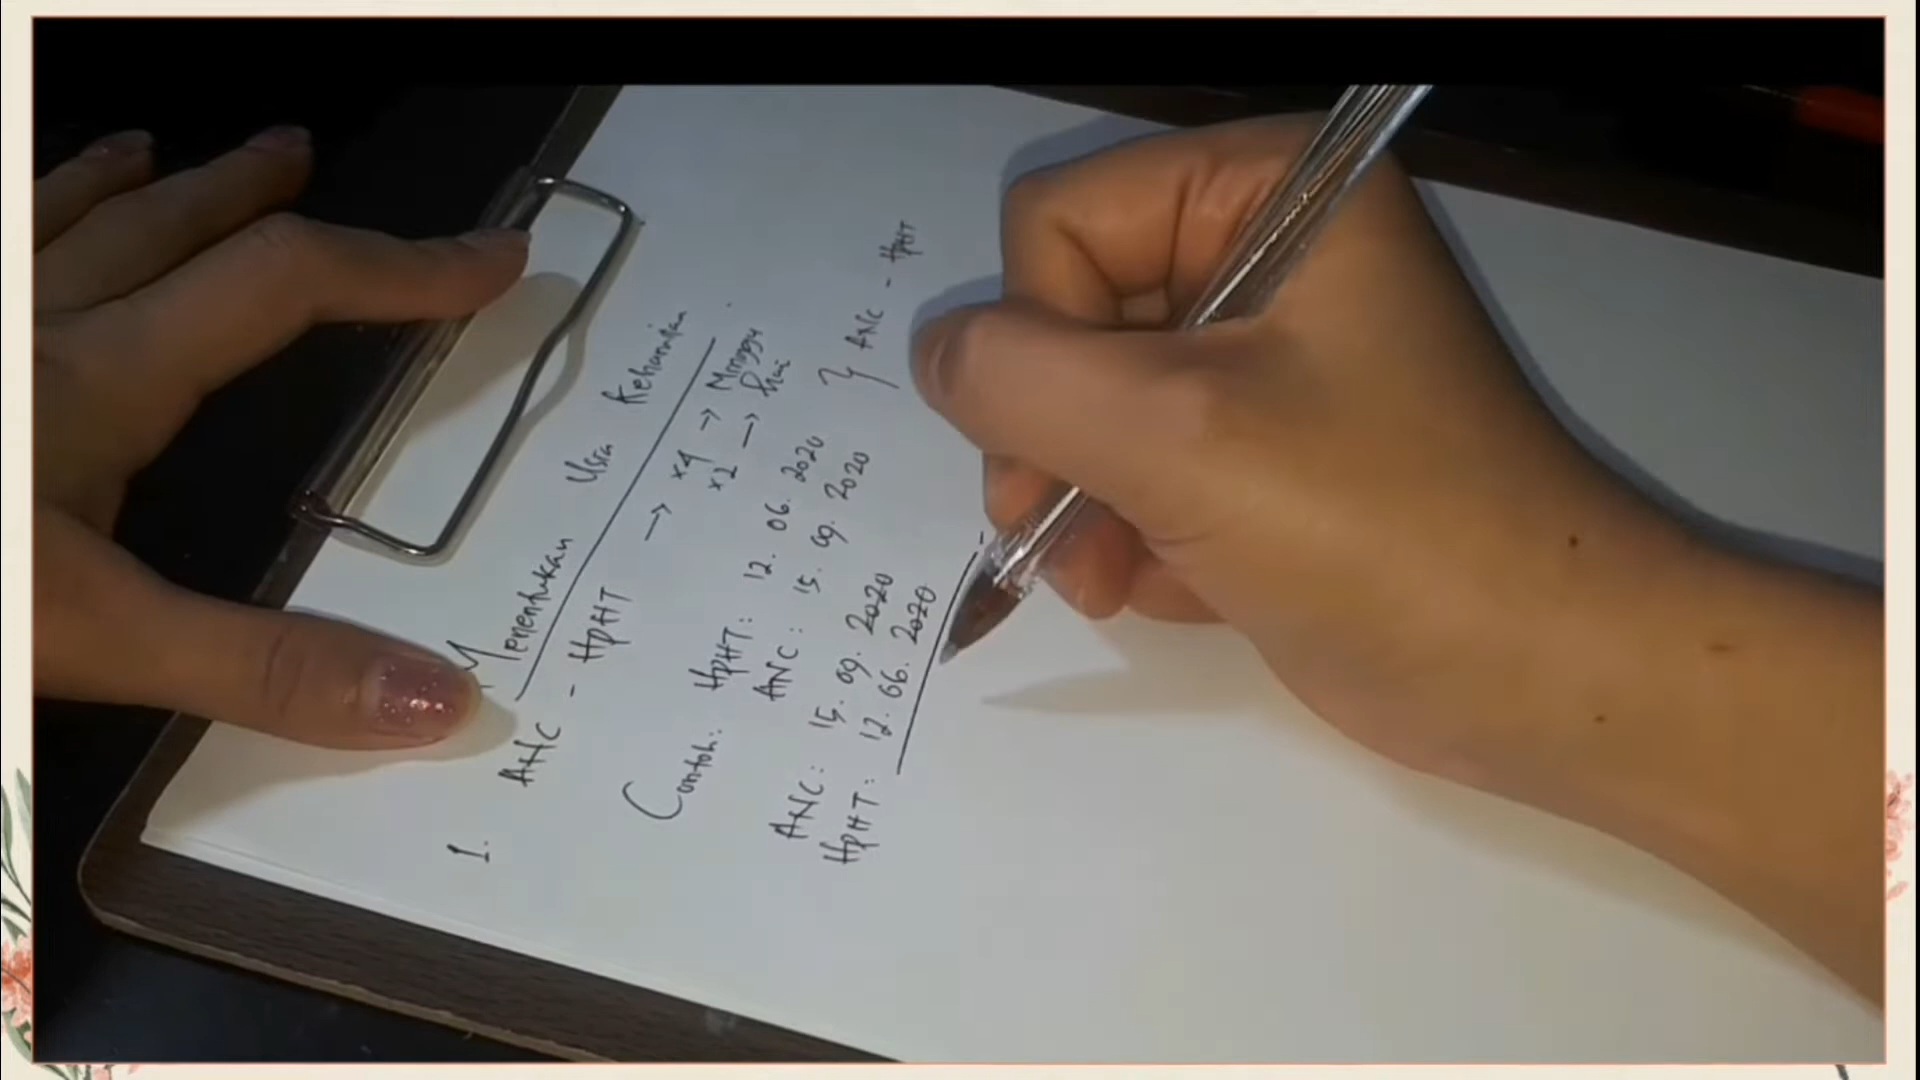 1. Menentukan Usia Kehamilan
ANC - HpHT → x4 → Minggu
x2 → hari
Contoh: HpHT: 12. 06. 2020
ANC: 15. 09. 2020
} ANC - HpHT
ANC: 15. 09. 2020
HpHT: 12. 06. 2020 -